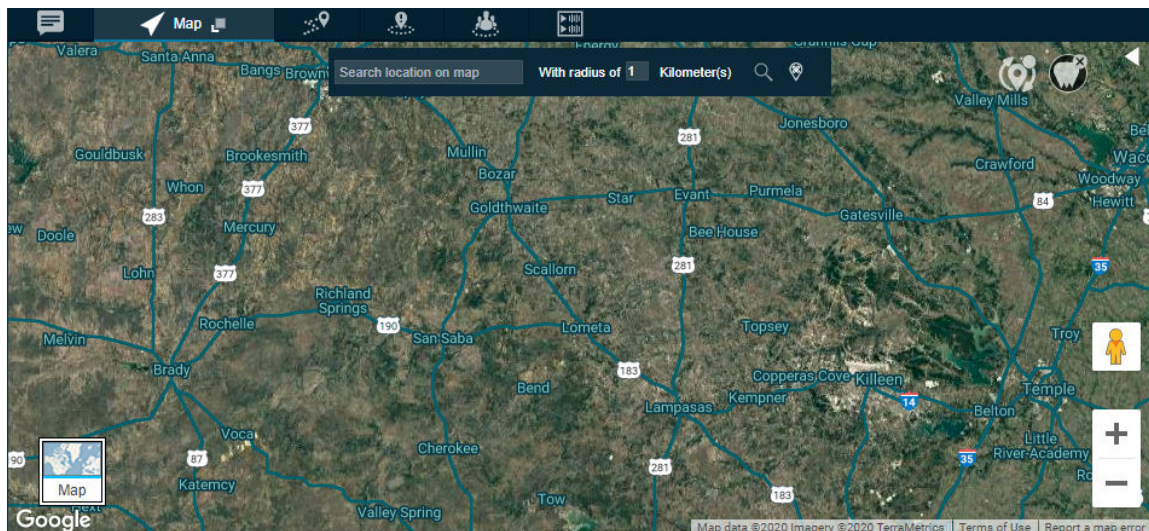 Map
Valera
Santa Anna
Bangs
Search location on map
With radius of 1 Kilometer(s)
Valley Mills
377
281
Jonesboro
Gouldbusk
Brookesmith
Mullin
Crawford
Woodway
Whon
377
Bozar
Star
Evant
Purmela
84
Hewitt
283
Goldthwaite
Gatesville
Doole
Mercury
Bee House
Lohn
377
Scallorn
281
35
Richland
Springs
Rochelle
190
San Saba
Lometa
Topsey
Troy
Melvin
Brady
183
Copperas Cove
Killeen
Bend
Kempner
14
Temple
Lampasas
Belton
Voca
Cherokee
Little
River-Academy
90
87
281
35
Map
Katemcy
Tow
183
Valley Spring
Google
Map data ©2020 Imagery ©2020 TerraMetrics
Terms of Use
Report a map error